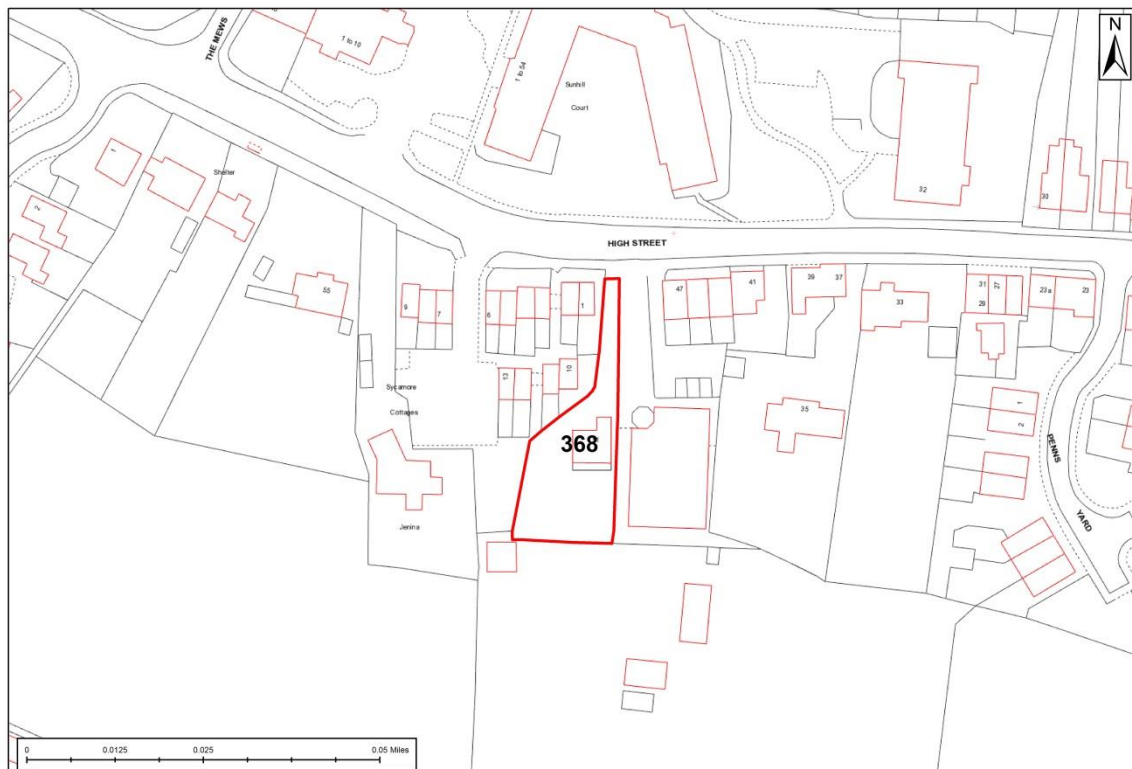 N
THE MEWS
1 to 10
1 to 54
Sunhill
Court
32
30
1
2
Shelter
HIGH STREET
55
9
7
6
1
47
41
39
37
33
31
27
29
23a
23
13
10
Sycamore
Cottages
35
1
2
368
PENNS
YARD
Jenina
0
0.0125
0.025
0.05 Miles